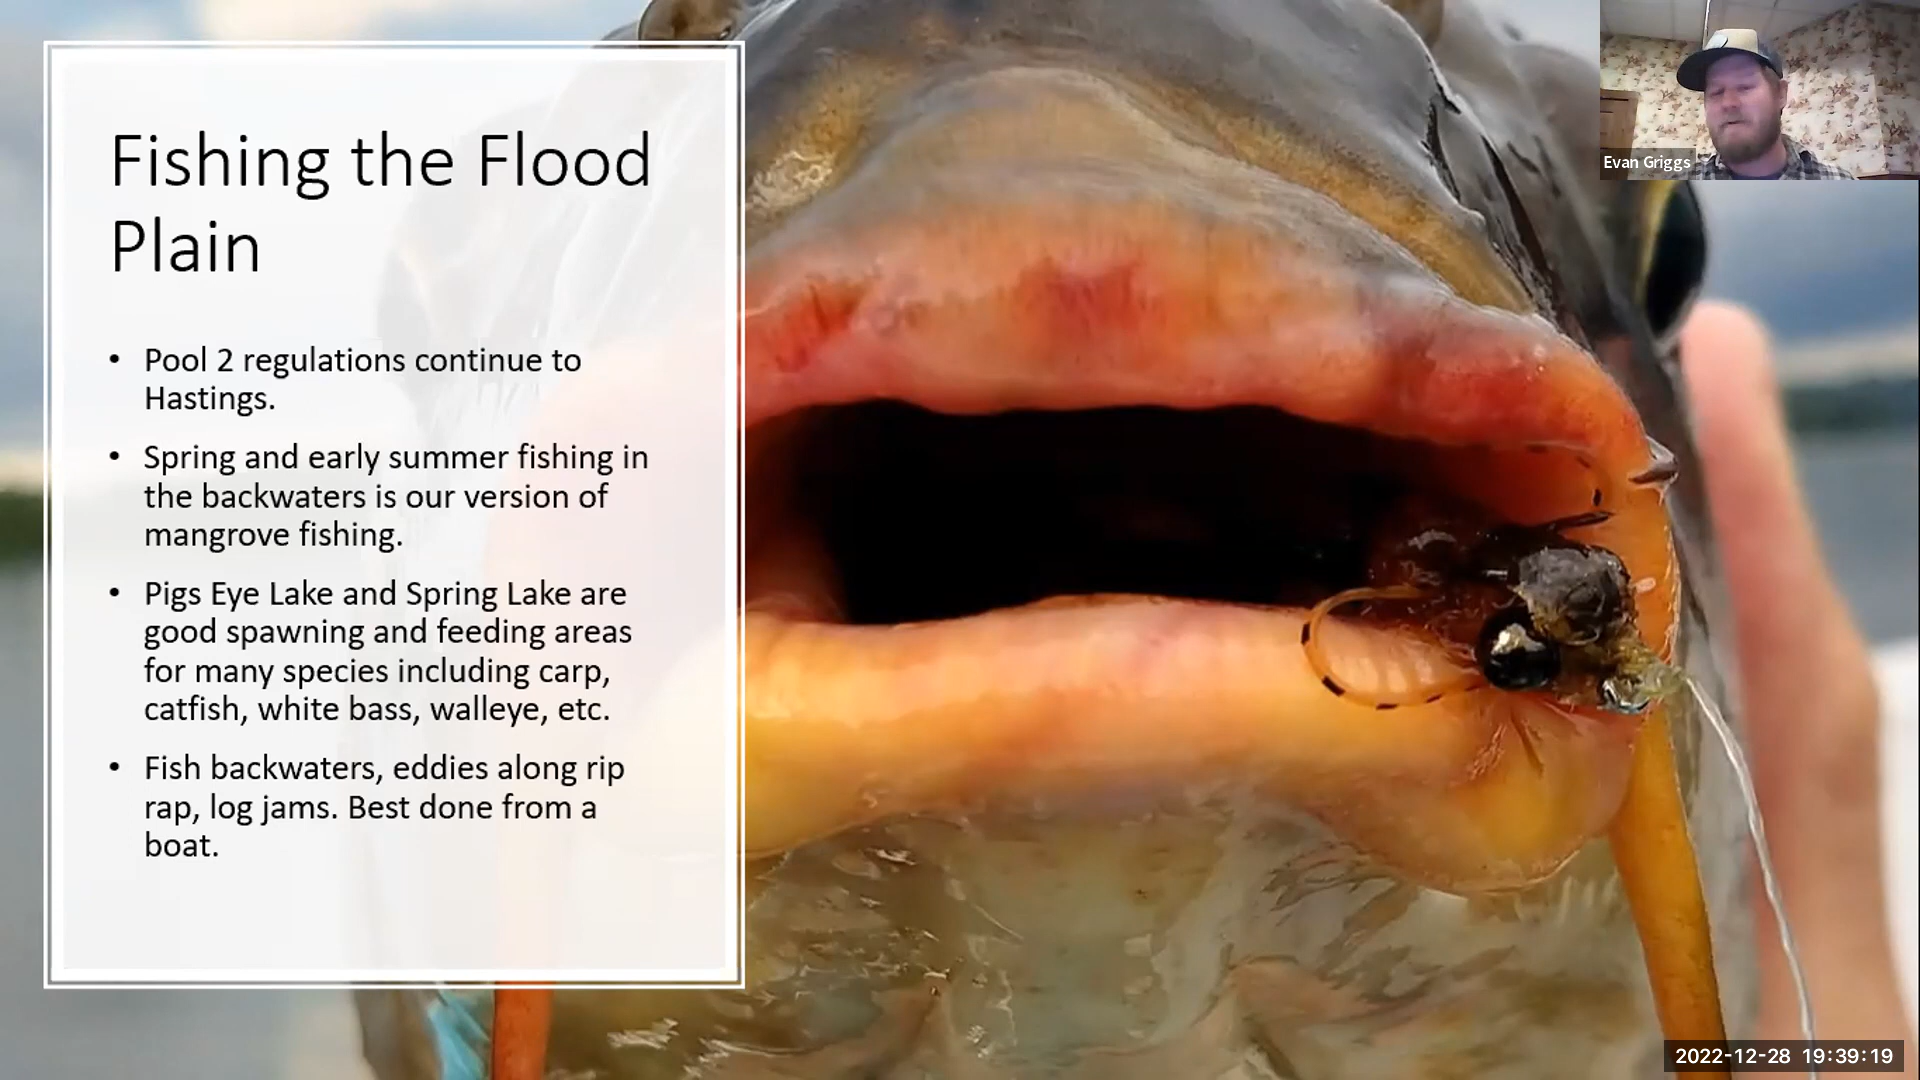 Fishing the Flood
Plain
• Pool 2 regulations continue to
Hastings.
• Spring and early summer fishing in
the backwaters is our version of
mangrove fishing.
• Pigs Eye Lake and Spring Lake are
good spawning and feeding areas
for many species including carp,
catfish, white bass, walleye, etc.
• Fish backwaters, eddies along rip
rap, log jams. Best done from a
boat.
Evan Griggs
2022-12-28 19:39:19